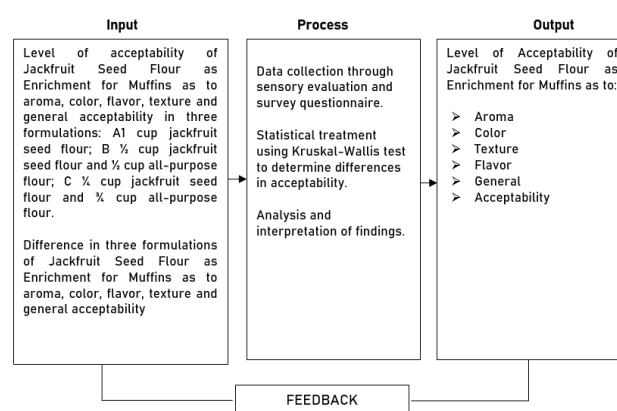 Input
Level of acceptability of
Jackfruit Seed Flour as
Enrichment for Muffins as to
aroma, color, flavor, texture and
general acceptability in three
formulations: A1 cup jackfruit
seed flour; B ½ cup jackfruit
seed flour and ½ cup all-purpose
flour; C ¼ cup jackfruit seed
flour and ¾ cup all-purpose
flour.
Difference in three formulations
of Jackfruit Seed Flour as
Enrichment for Muffins as to
aroma, color, flavor, texture and
general acceptability
Process
Data collection through
sensory evaluation and
survey questionnaire.
Statistical treatment
using Kruskal-Wallis test
to determine differences
in acceptability.
Analysis and
interpretation of findings.
Output
Level of Acceptability of
Jackfruit Seed Flour as
Enrichment for Muffins as to:
➢ Aroma
➢ Color
➢ Texture
➢ Flavor
➢ General
➢ Acceptability
FEEDBACK